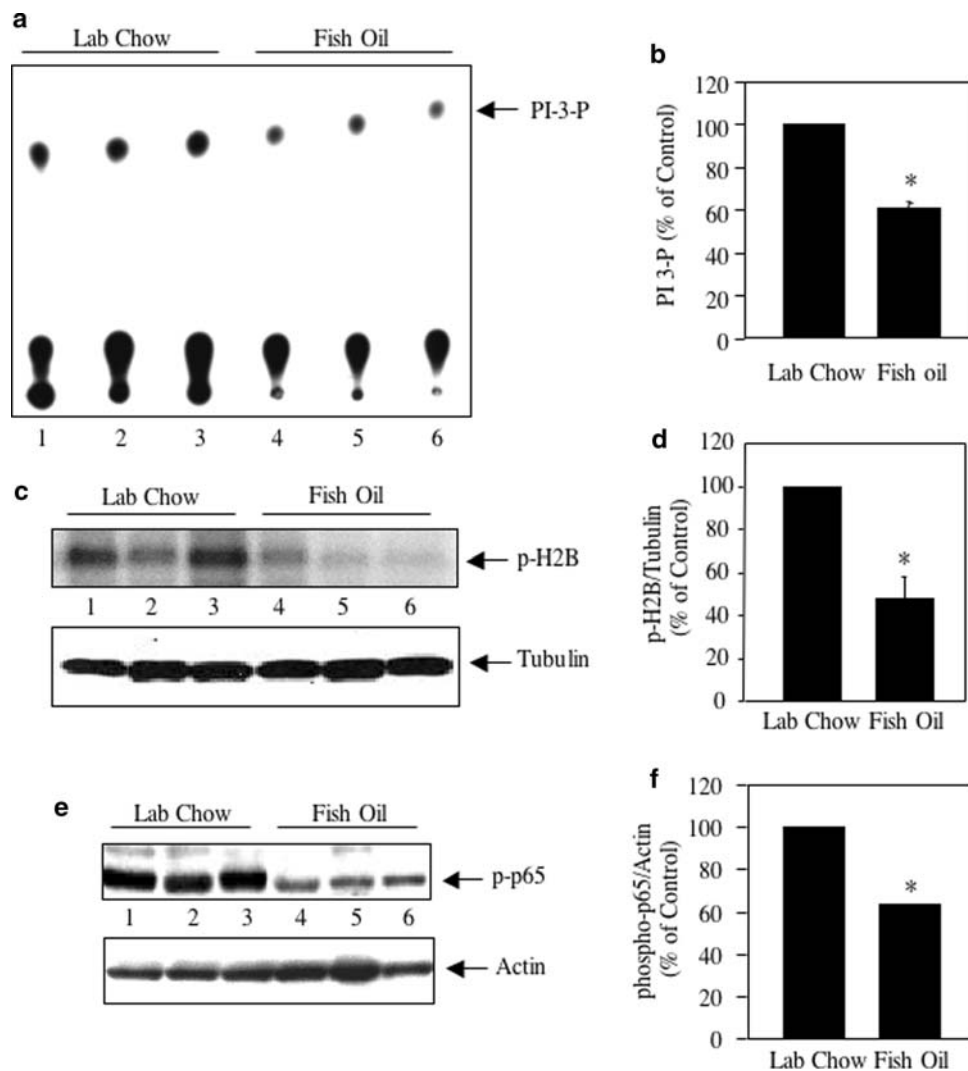 a
Lab Chow Fish Oil
PI-3-P
1 2 3 4 5 6
b
120
100
80
60
40
20
0
PI 3-P (% of Control)
*
Lab Chow Fish oil
c
Lab Chow Fish Oil
p-H2B
1 2 3 4 5 6
Tubulin
d
120
100
80
60
40
20
0
p-H2B/Tubulin
(% of Control)
*
Lab Chow Fish Oil
e
Lab Chow Fish Oil
p-p65
1 2 3 4 5 6
Actin
f
120
100
80
60
40
20
0
phospho-p65/Actin
(% of Control)
*
Lab Chow Fish Oil